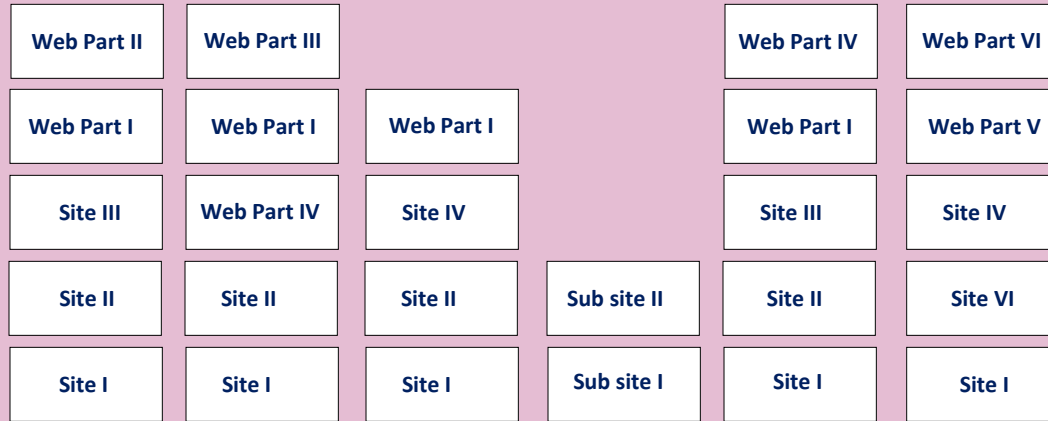 Web Part II
Web Part III
Web Part IV
Web Part VI
Web Part I
Web Part I
Web Part I
Web Part I
Web Part V
Site III
Web Part IV
Site IV
Site III
Site IV
Site II
Site II
Site II
Sub site II
Site II
Site VI
Site I
Site I
Site I
Sub site I
Site I
Site I